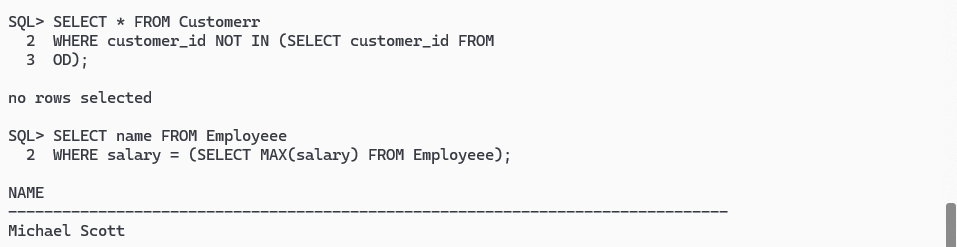 SQL> SELECT * FROM Customerr
  2  WHERE customer_id NOT IN (SELECT customer_id FROM
  3  OD);
no rows selected
SQL> SELECT name FROM Employeee
  2  WHERE salary = (SELECT MAX(salary) FROM Employeee);
NAME
--------------------------------------------------------------------------------
Michael Scott